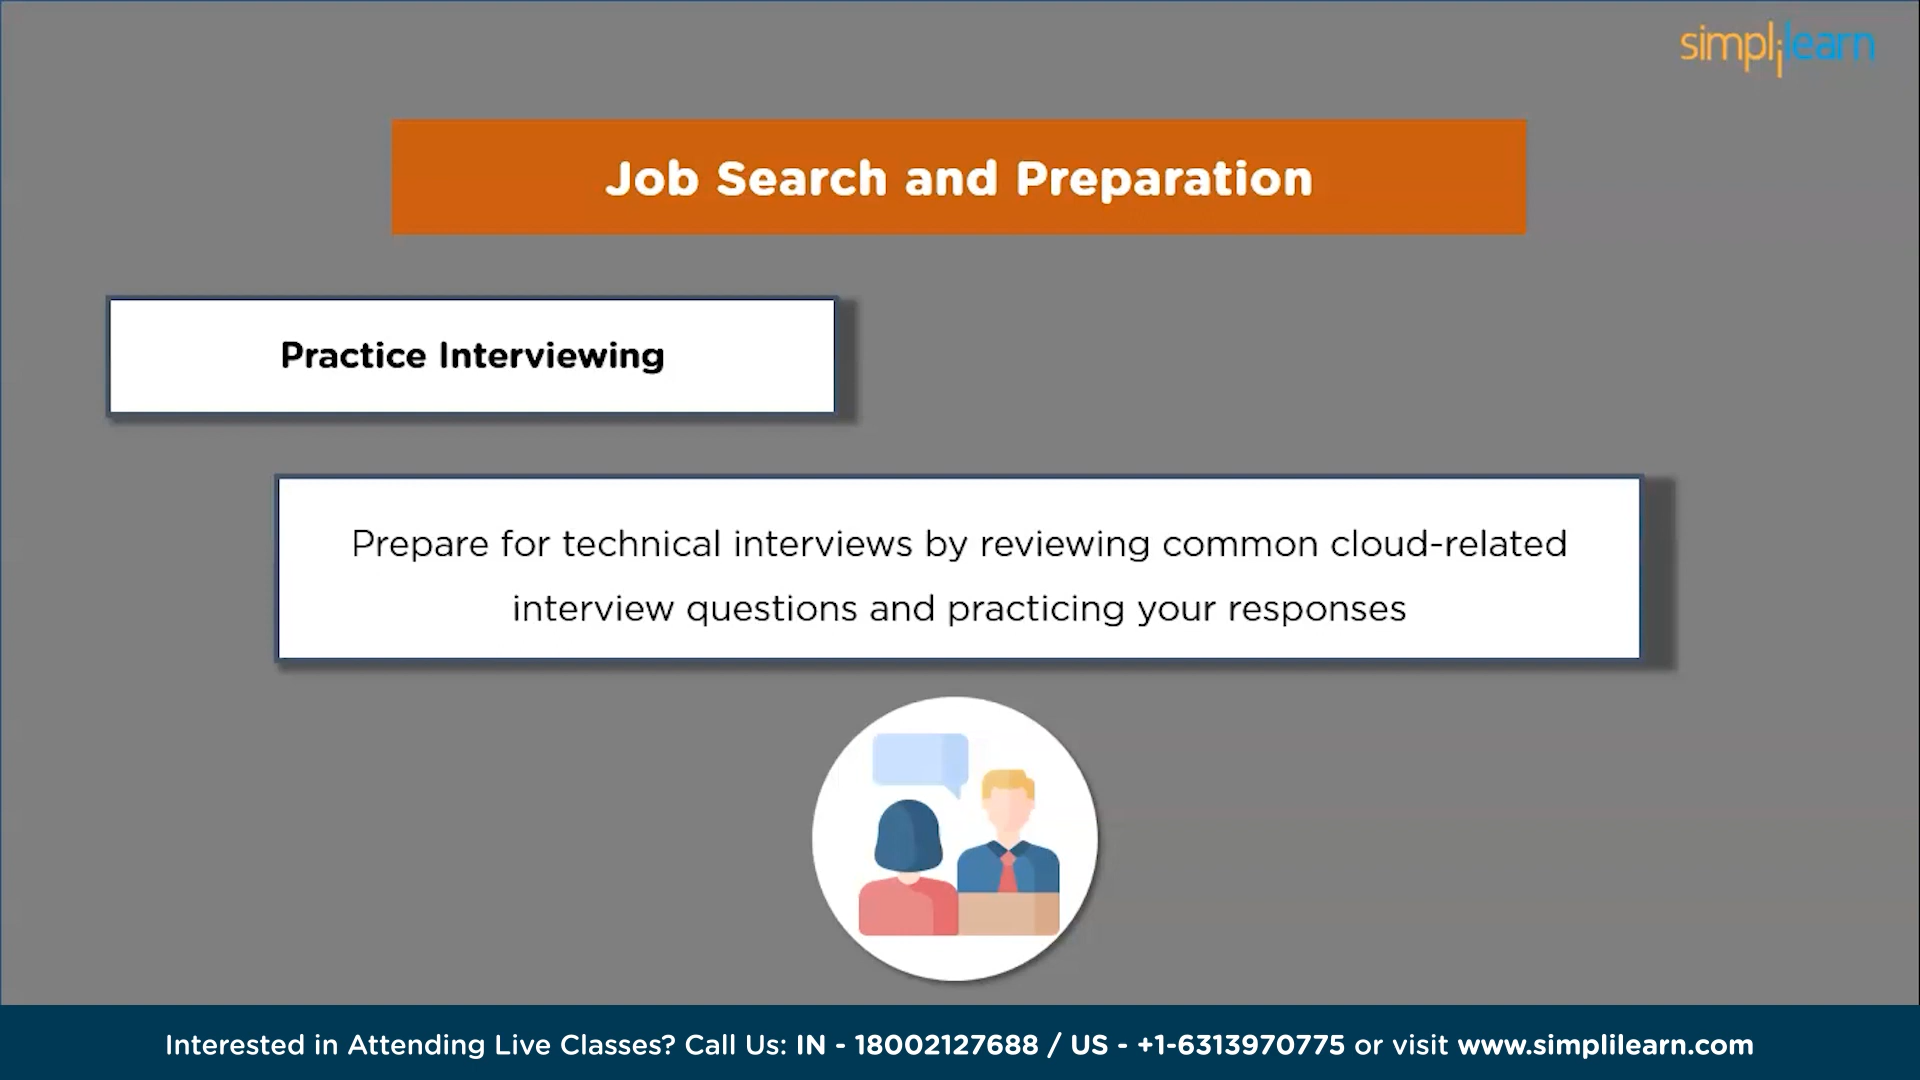 simplilearn
Job Search and Preparation
Practice Interviewing
Prepare for technical interviews by reviewing common cloud-related
interview questions and practicing your responses
Interested in Attending Live Classes? Call Us: IN - 18002127688 / US - +1-6313970775 or visit www.simplilearn.com